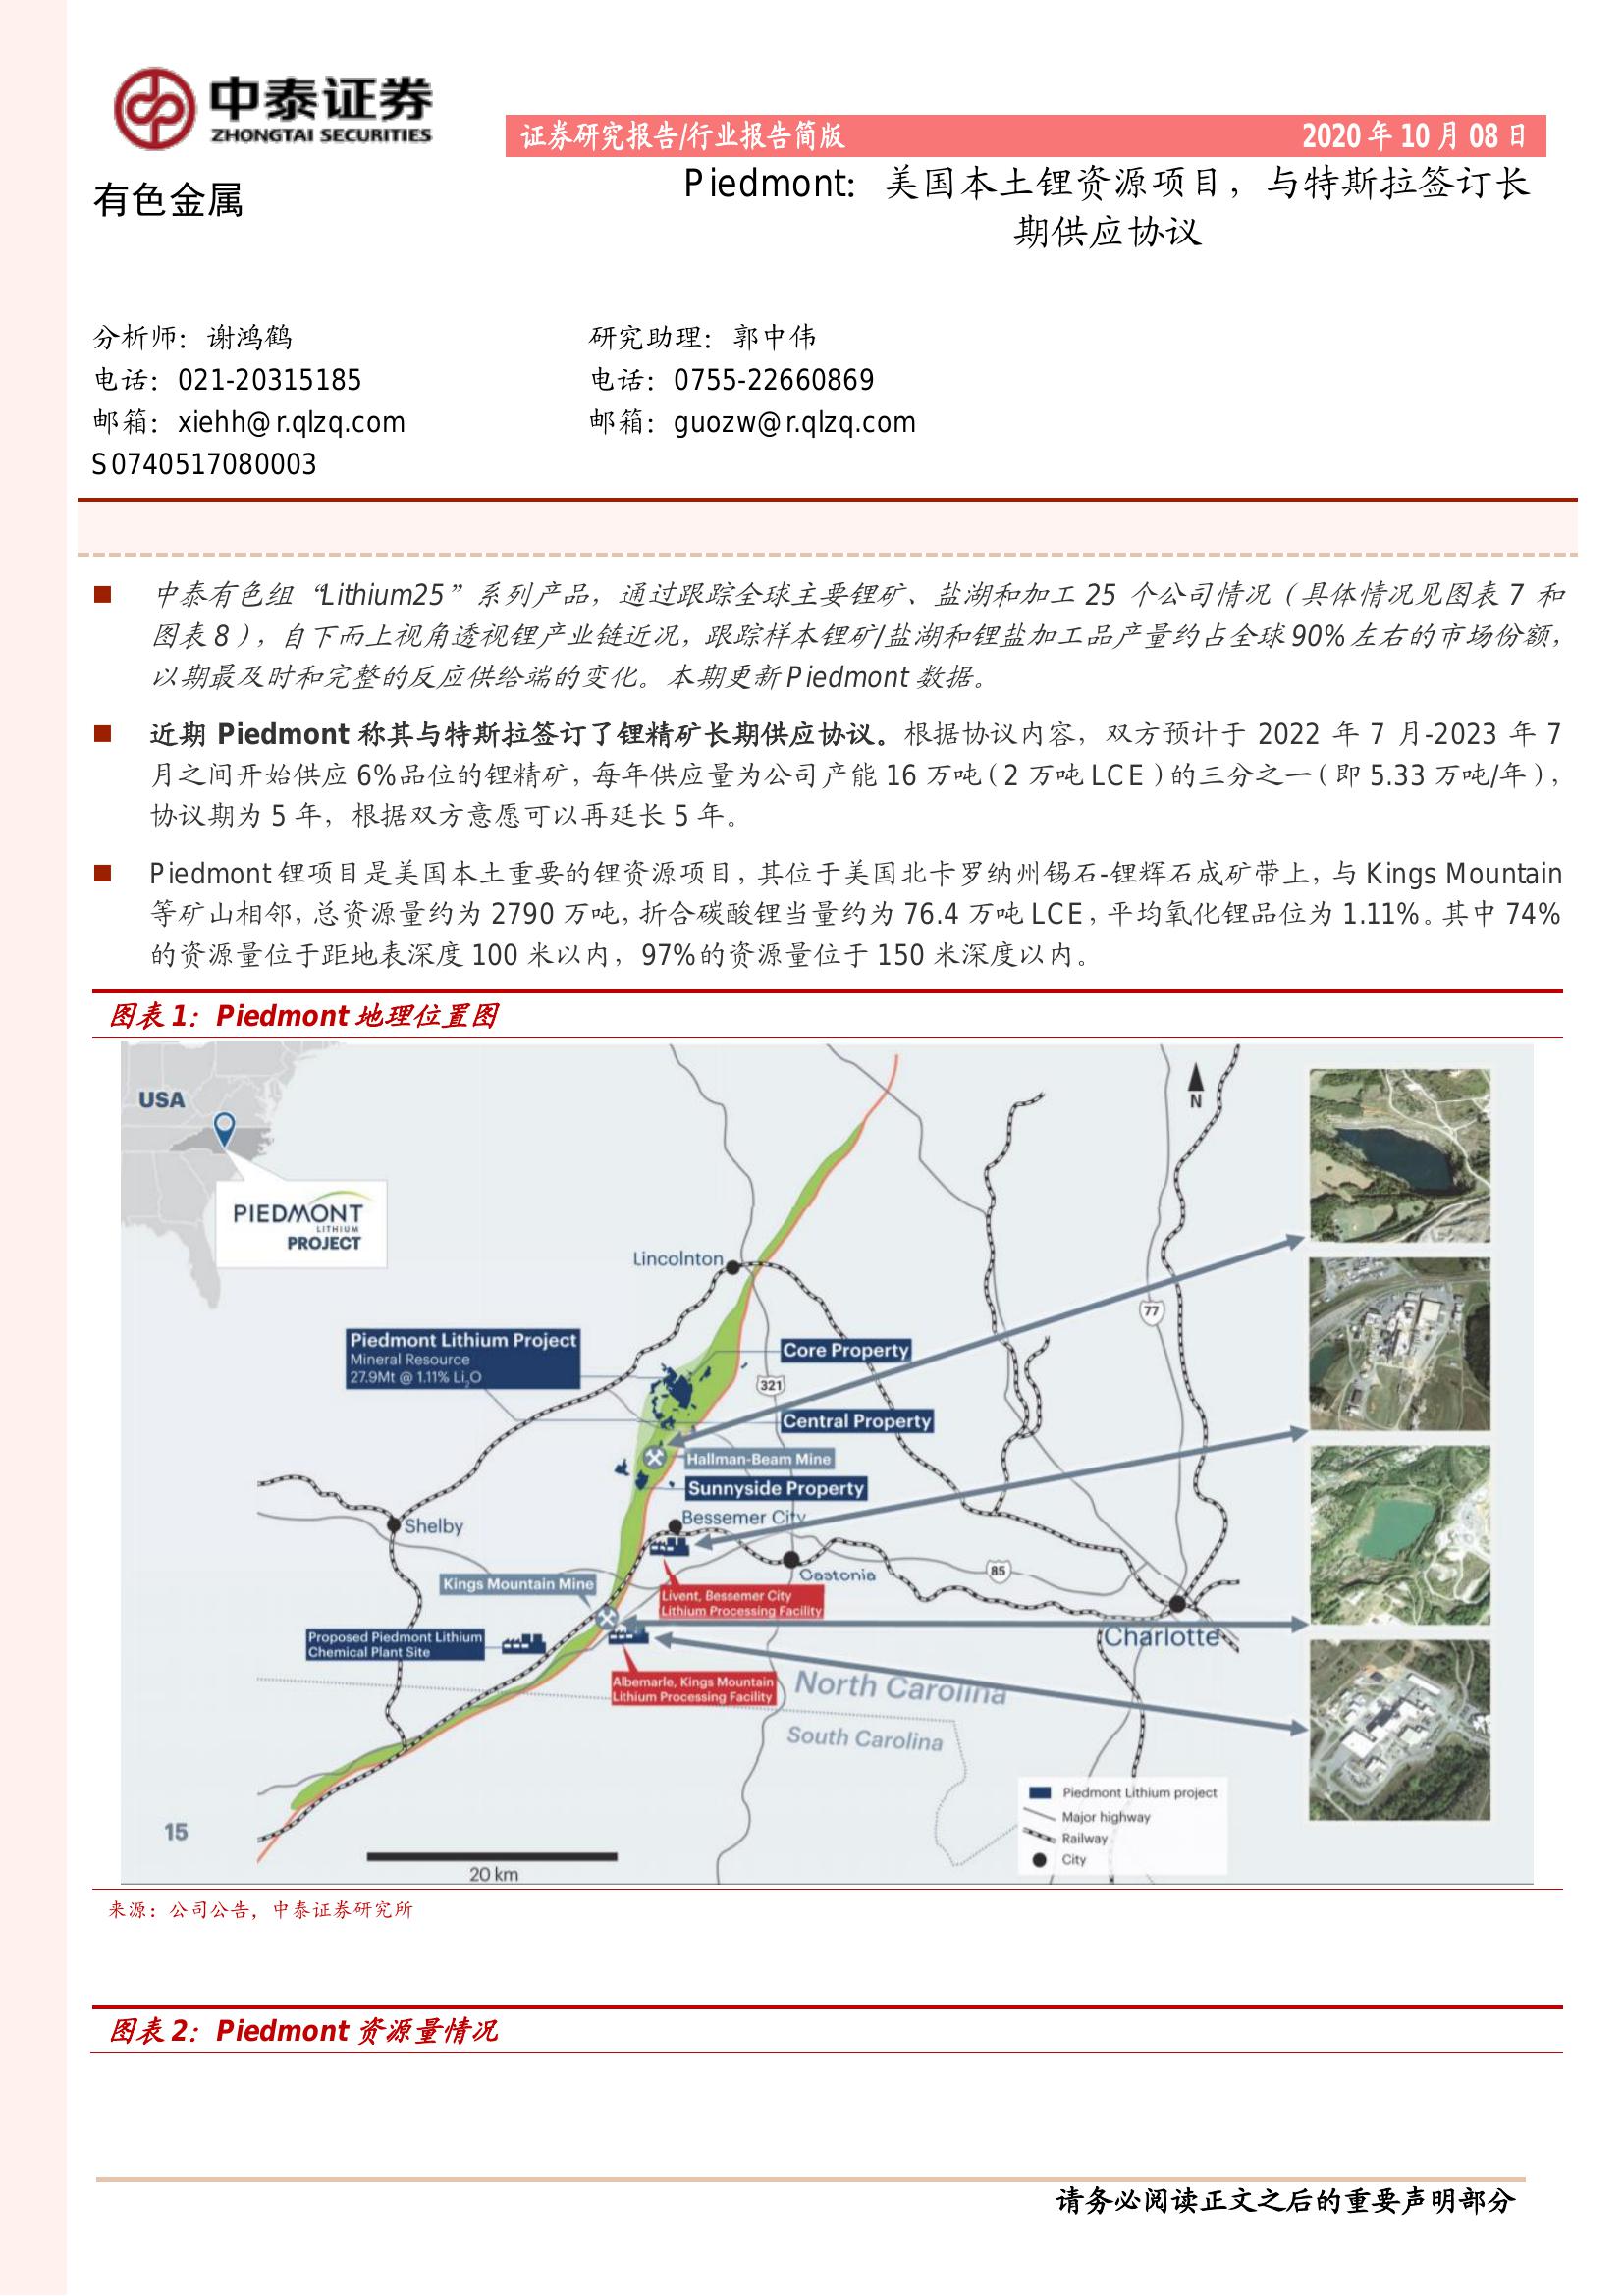 中泰证券
ZHONGTAI SECURITIES
证券研究报告/行业报告简版 2020 年 10 月 08 日
有色金属
Piedmont: 美国本土锂资源项目，与特斯拉签订长
期供应协议
分析师：谢鸿鹤 研究助理：郭中伟
电话：021-20315185 电话：0755-22660869
邮箱：xiehh@r.qlzq.com 邮箱：guozw@r.qlzq.com
S0740517080003
■ 中泰有色组“Lithium25”系列产品，通过跟踪全球主要锂矿、盐湖和加工 25 个公司情况（具体情况见图表 7 和
图表 8），自下而上视角透视锂产业链近况，跟踪样本锂矿/盐湖和锂盐加工品产量约占全球 90%左右的市场份额，
以期最及时和完整的反应供给端的变化。本期更新 Piedmont 数据。
■ 近期 Piedmont 称其与特斯拉签订了锂精矿长期供应协议。根据协议内容，双方预计于 2022 年 7 月-2023 年 7
月之间开始供应 6%品位的锂精矿，每年供应量为公司产能 16 万吨（2 万吨 LCE）的三分之一（即 5.33 万吨/年），
协议期为 5 年，根据双方意愿可以再延长 5 年。
■ Piedmont 锂项目是美国本土重要的锂资源项目，其位于美国北卡罗纳州锡石-锂辉石成矿带上，与 Kings Mountain
等矿山相邻，总资源量约为 2790 万吨，折合碳酸锂当量约为 76.4 万吨 LCE，平均氧化锂品位为 1.11%。其中 74%
的资源量位于距地表深度 100 米以内，97%的资源量位于 150 米深度以内。
图表 1：Piedmont 地理位置图
USA
N
PIEDMONT
LITHIUM
PROJECT
Lincolnton
77
Piedmont Lithium Project
Mineral Resource
27.9Mt @ 1.11% Li₂O
Core Property
321
Central Property
Hallman-Beam Mine
Sunnyside Property
Bessemer City
Shelby
Gastonia
85
Kings Mountain Mine
Livent, Bessemer City
Lithium Processing Facility
Proposed Piedmont Lithium
Chemical Plant Site
Charlotte
Albemarle, Kings Mountain
Lithium Processing Facility
North Carolina
South Carolina
Piedmont Lithium project
Major highway
Railway
City
15
20 km
来源：公司公告，中泰证券研究所
图表 2：Piedmont 资源量情况
请务必阅读正文之后的重要声明部分